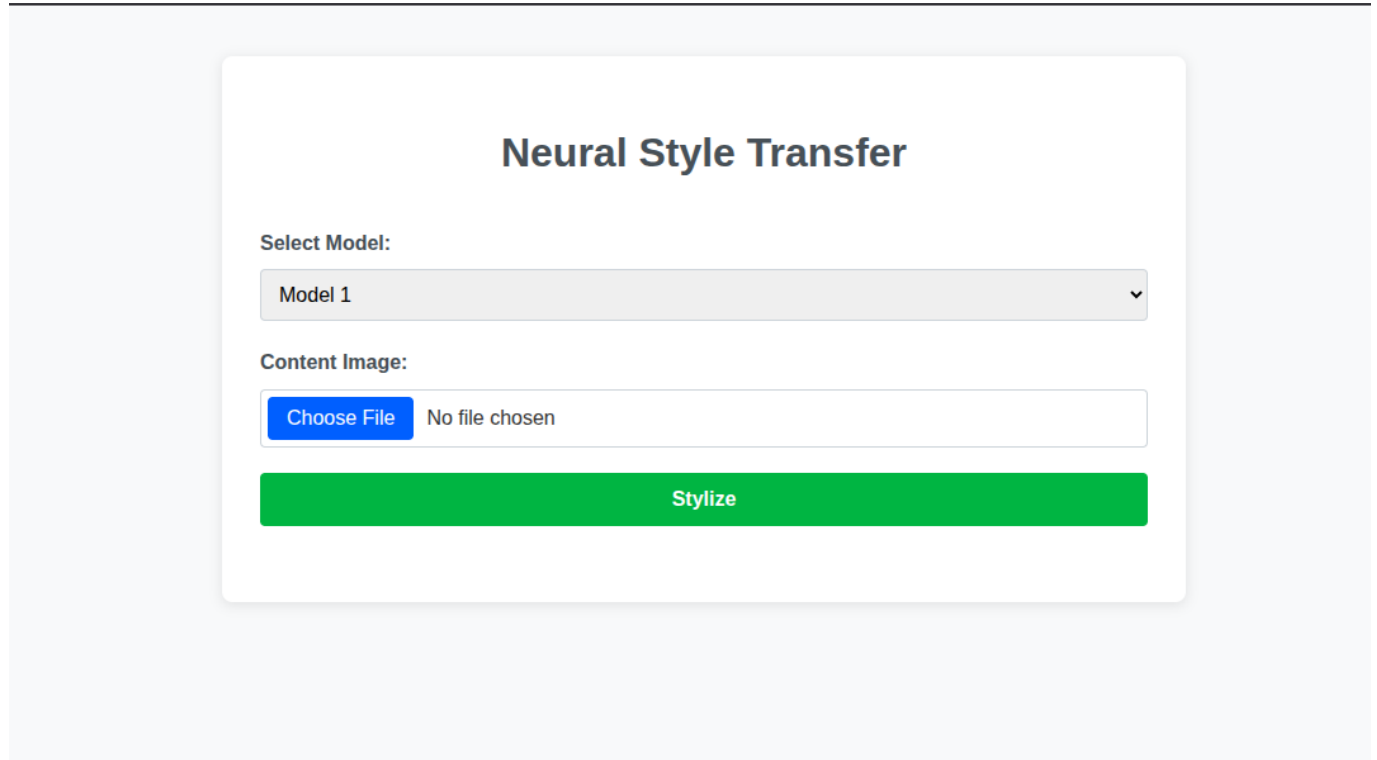 Neural Style Transfer
Select Model:
Model 1
Content Image:
Choose File No file chosen
Stylize